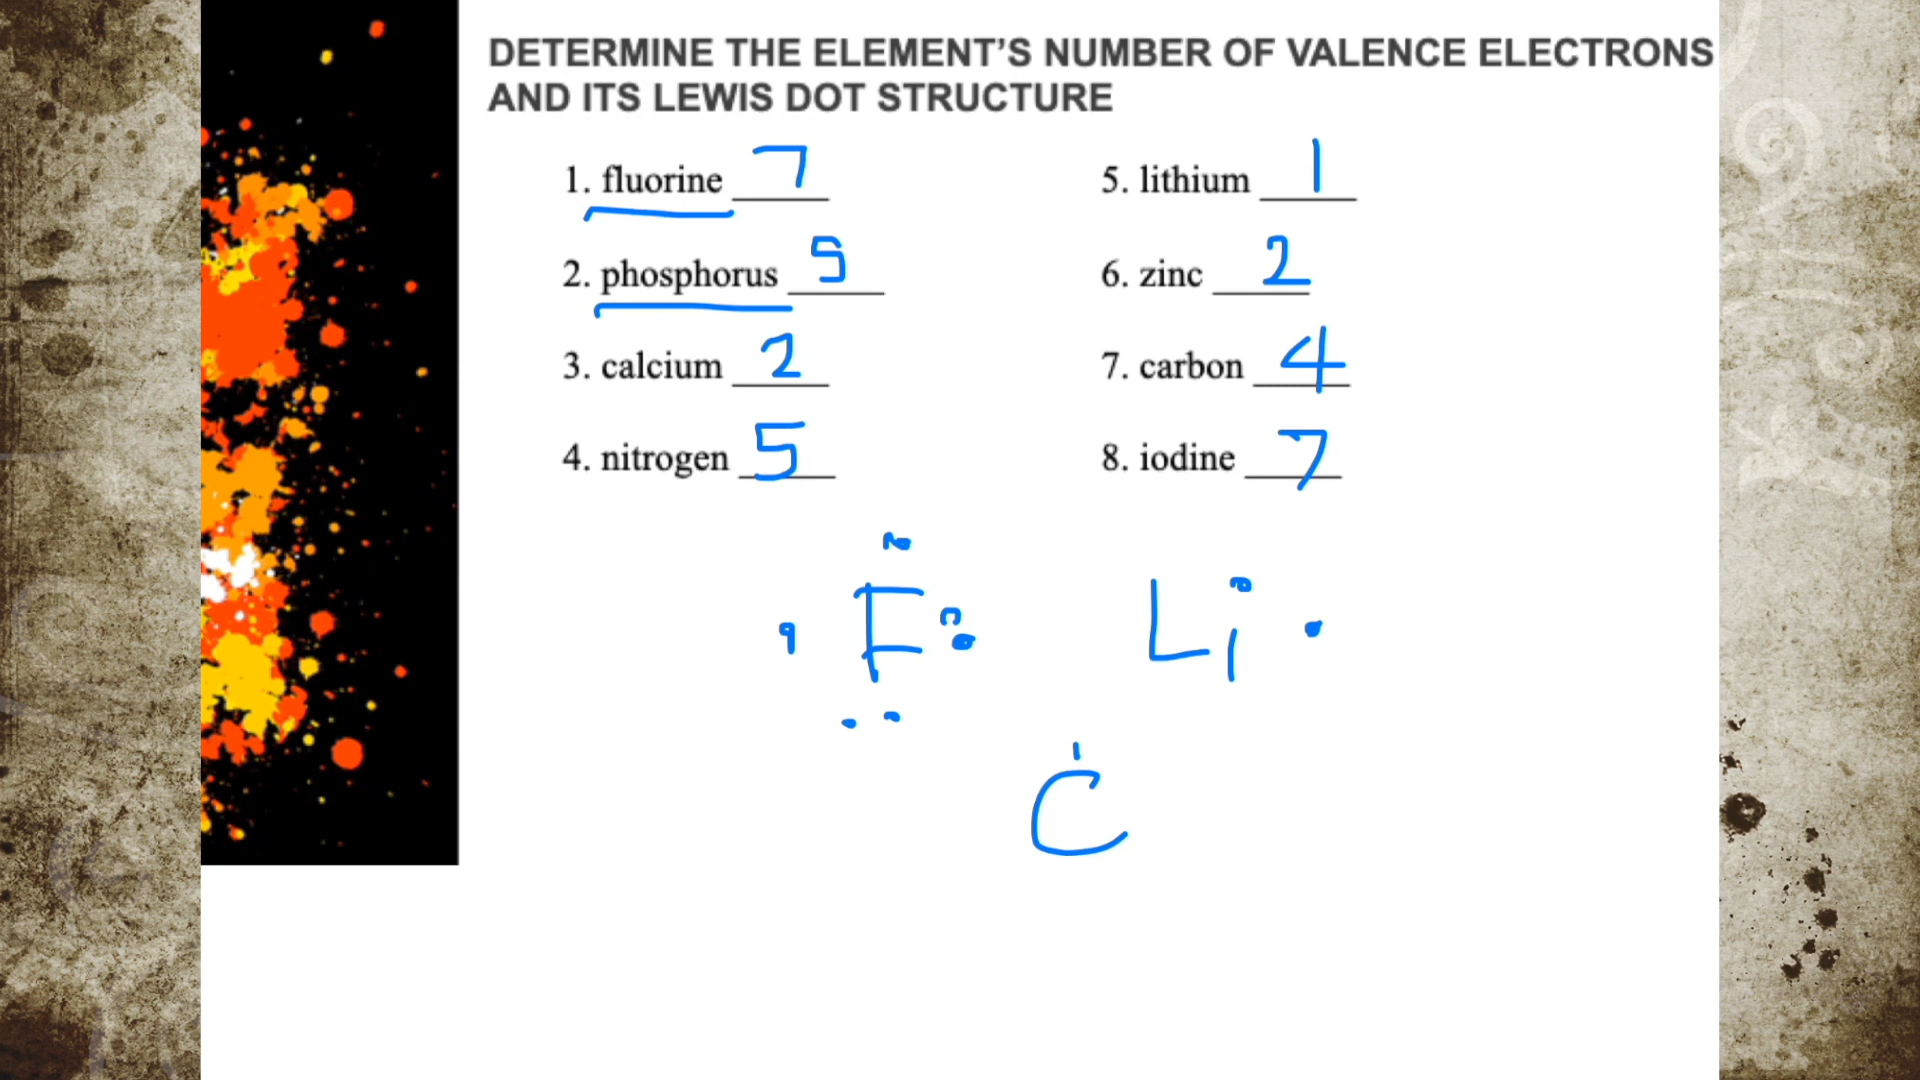 DETERMINE THE ELEMENT'S NUMBER OF VALENCE ELECTRONS
AND ITS LEWIS DOT STRUCTURE
1. fluorine 7
2. phosphorus 5
3. calcium 2
4. nitrogen 5
5. lithium 1
6. zinc 2
7. carbon 4
8. iodine 7
F
Li
C